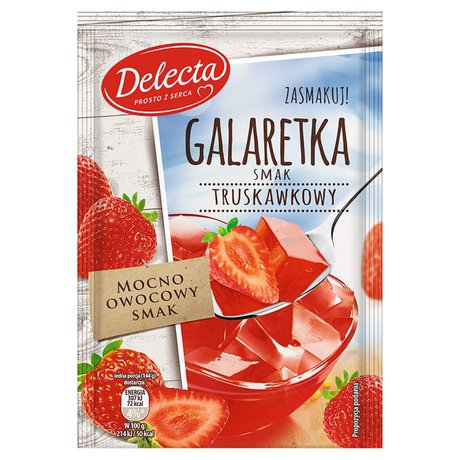 Delecta
PROSTO Z SERCA
ZASMAKUJ!
GALARETKA
SMAK
TRUSKAWKOWY
MOCNO
OWOCOWY
SMAK
Jedna porcja (144 g)
dostarcza:
ENERGIA
307 kJ
72 kcal
4%*
W 100 g:
214 kJ / 50 kcal
Propozycja podania